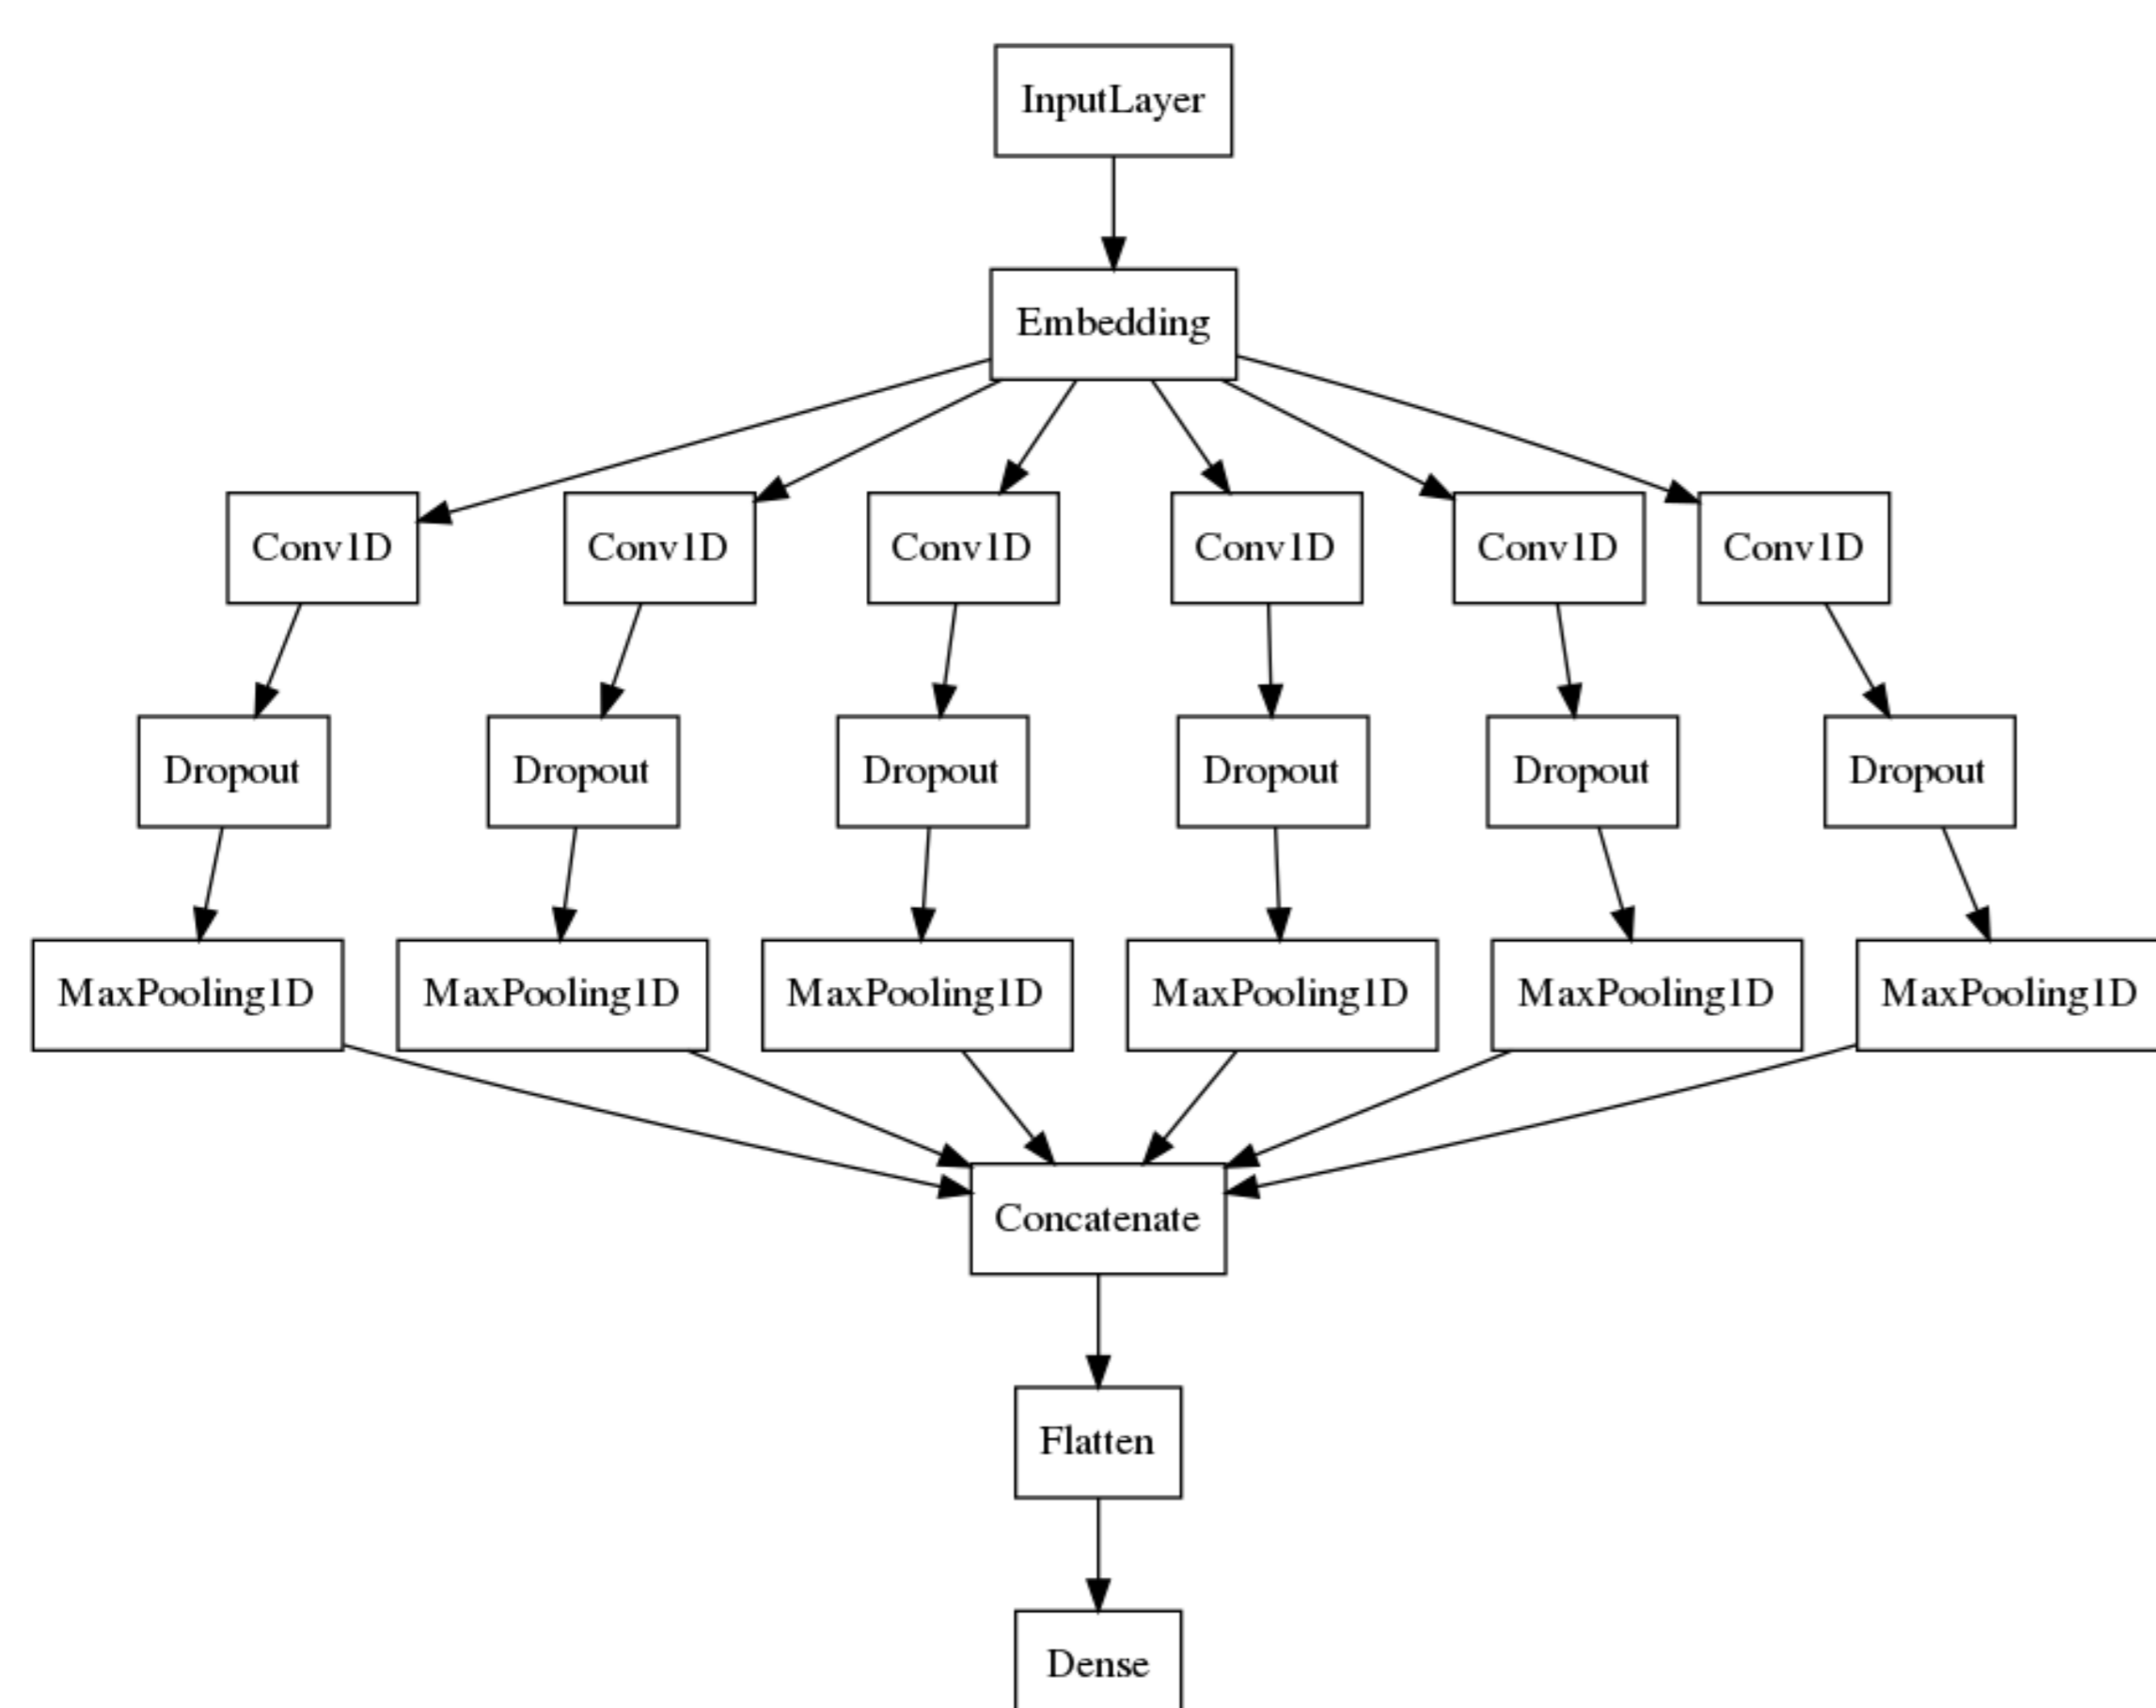 InputLayer
Embedding
Conv1D Conv1D Conv1D Conv1D Conv1D Conv1D
Dropout Dropout Dropout Dropout Dropout Dropout
MaxPooling1D MaxPooling1D MaxPooling1D MaxPooling1D MaxPooling1D MaxPooling1D
Concatenate
Flatten
Dense